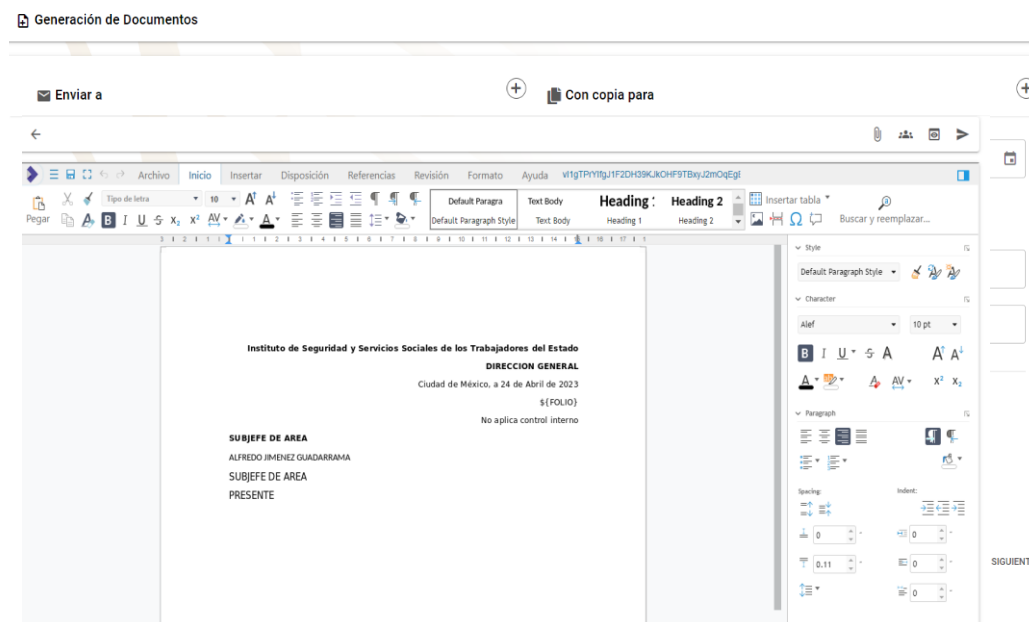 Generación de Documentos
Enviar a
Con copia para
Archivo Inicio Insertar Disposición Referencias Revisión Formato Ayuda
Tipo de letra 10 Default Paragra Text Body Heading Heading 2 Insertar tabla
Pegar Default Paragraph Style Text Body Heading 1 Heading 2 Buscar y reemplazar...
Style
Default Paragraph Style
Character
Alef 10 pt
Paragraph
Spacing: Indent:
0 0
0.11 0
0
SIGUIENT
Instituto de Seguridad y Servicios Sociales de los Trabajadores del Estado
DIRECCION GENERAL
Ciudad de México, a 24 de Abril de 2023
${FOLIO}
No aplica control interno
SUBJEFE DE AREA
ALFREDO JIMENEZ GUADARRAMA
SUBJEFE DE AREA
PRESENTE